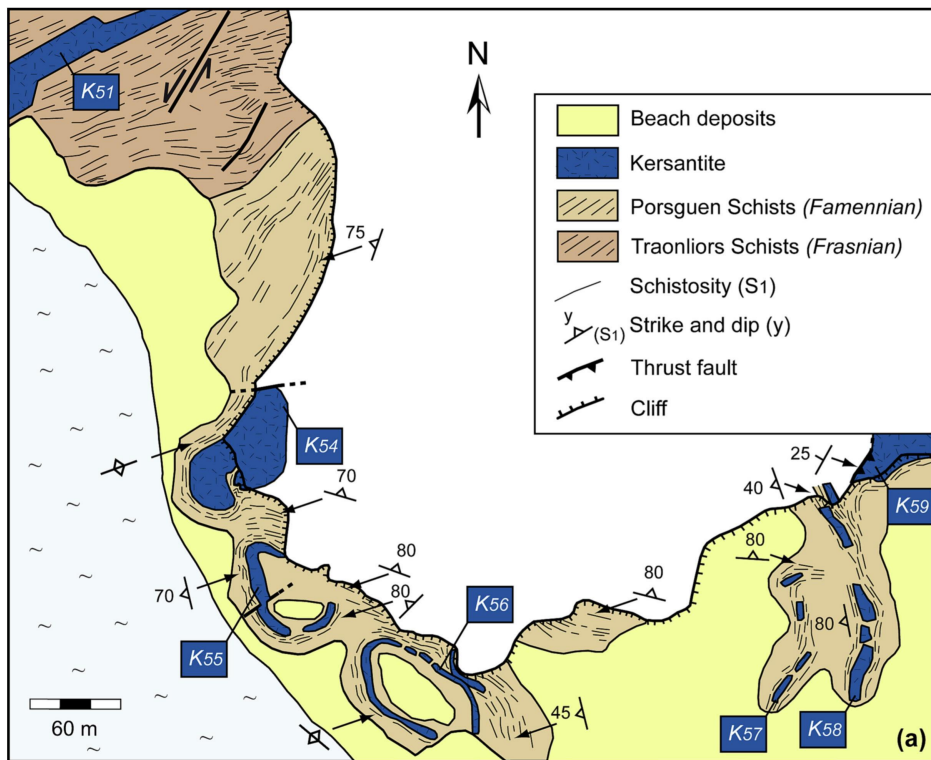 N
K51
Beach deposits
Kersantite
Porsguen Schists (Famennian)
Traonliors Schists (Frasnian)
Schistosity (S1)
y (S1) Strike and dip (y)
Thrust fault
Cliff
75
K54
70
25
40
K59
80
80
80
80
70
K56
80
K55
45
60 m
K57
K58
(a)